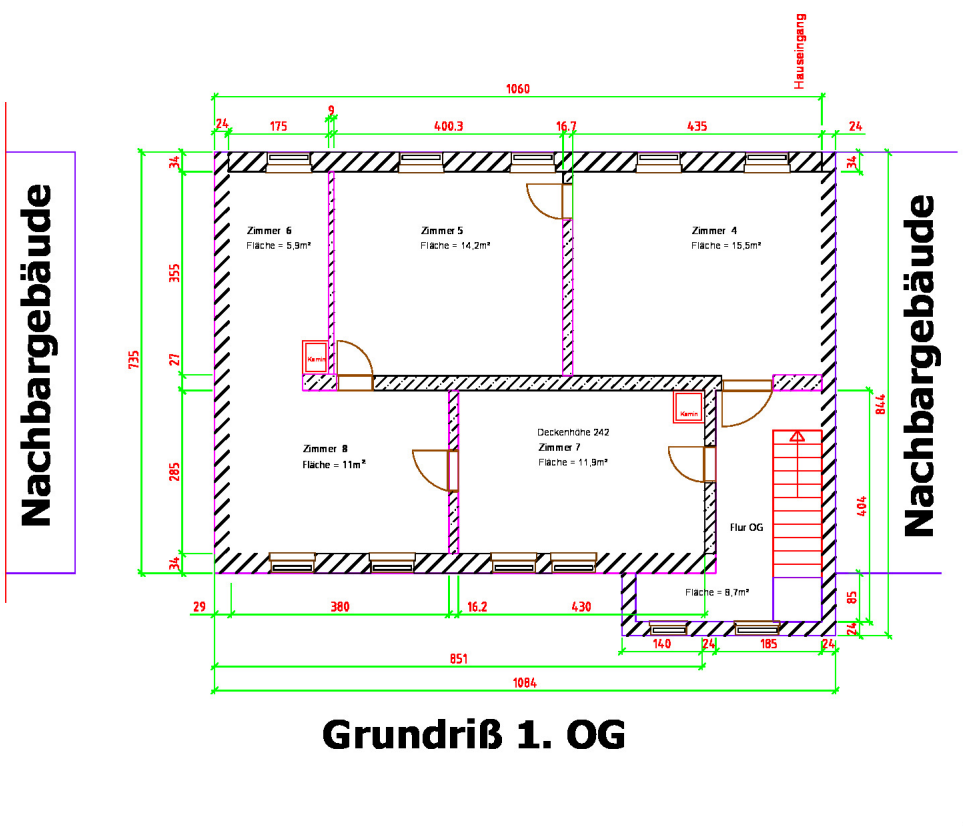 Hauseingang
1060
9
24
175
400.3
16.7
435
24
34
34
Zimmer 6
Fläche = 5,9m²
Zimmer 5
Fläche = 14,2m²
Zimmer 4
Fläche = 15,5m²
Nachbargebäude
Nachbargebäude
355
735
27
Kamin
844
Kamin
Deckenhöhe 242
Zimmer 8
Fläche = 11m²
Zimmer 7
Fläche = 11,9m²
285
404
Flur OG
34
Fläche = 8,7m²
85
29
380
16.2
430
24
140
24
185
24
851
1084
Grundriß 1. OG